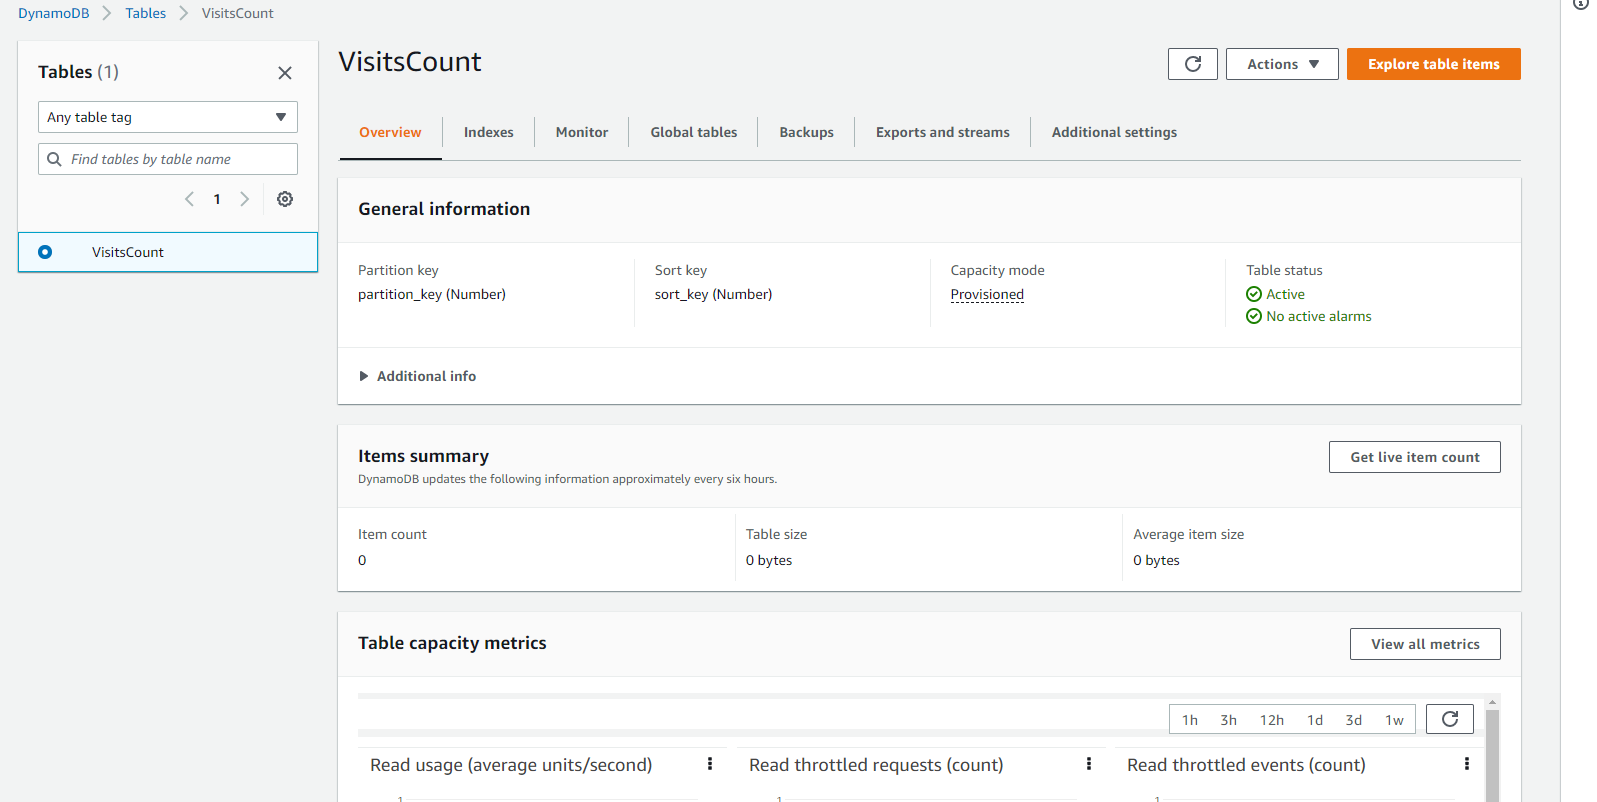 DynamoDB > Tables > VisitsCount
Tables (1)
Any table tag
Find tables by table name
1
VisitsCount
VisitsCount
Actions
Explore table items
Overview
Indexes
Monitor
Global tables
Backups
Exports and streams
Additional settings
General information
Partition key
partition_key (Number)
Sort key
sort_key (Number)
Capacity mode
Provisioned
Table status
Active
No active alarms
Additional info
Items summary
DynamoDB updates the following information approximately every six hours.
Get live item count
Item count
0
Table size
0 bytes
Average item size
0 bytes
Table capacity metrics
View all metrics
1h 3h 12h 1d 3d 1w
Read usage (average units/second)
1
Read throttled requests (count)
1
Read throttled events (count)
1